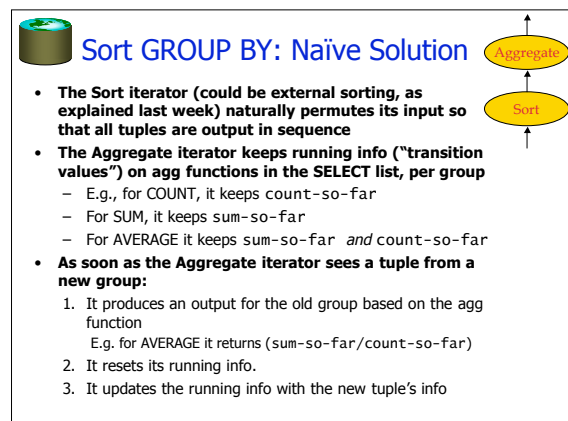 Sort GROUP BY: Naïve Solution
Aggregate
Sort
• The Sort iterator (could be external sorting, as
explained last week) naturally permutes its input so
that all tuples are output in sequence
• The Aggregate iterator keeps running info (“transition
values”) on agg functions in the SELECT list, per group
– E.g., for COUNT, it keeps count-so-far
– For SUM, it keeps sum-so-far
– For AVERAGE it keeps sum-so-far and count-so-far
• As soon as the Aggregate iterator sees a tuple from a
new group:
1. It produces an output for the old group based on the agg
function
E.g. for AVERAGE it returns (sum-so-far/count-so-far)
2. It resets its running info.
3. It updates the running info with the new tuple’s info